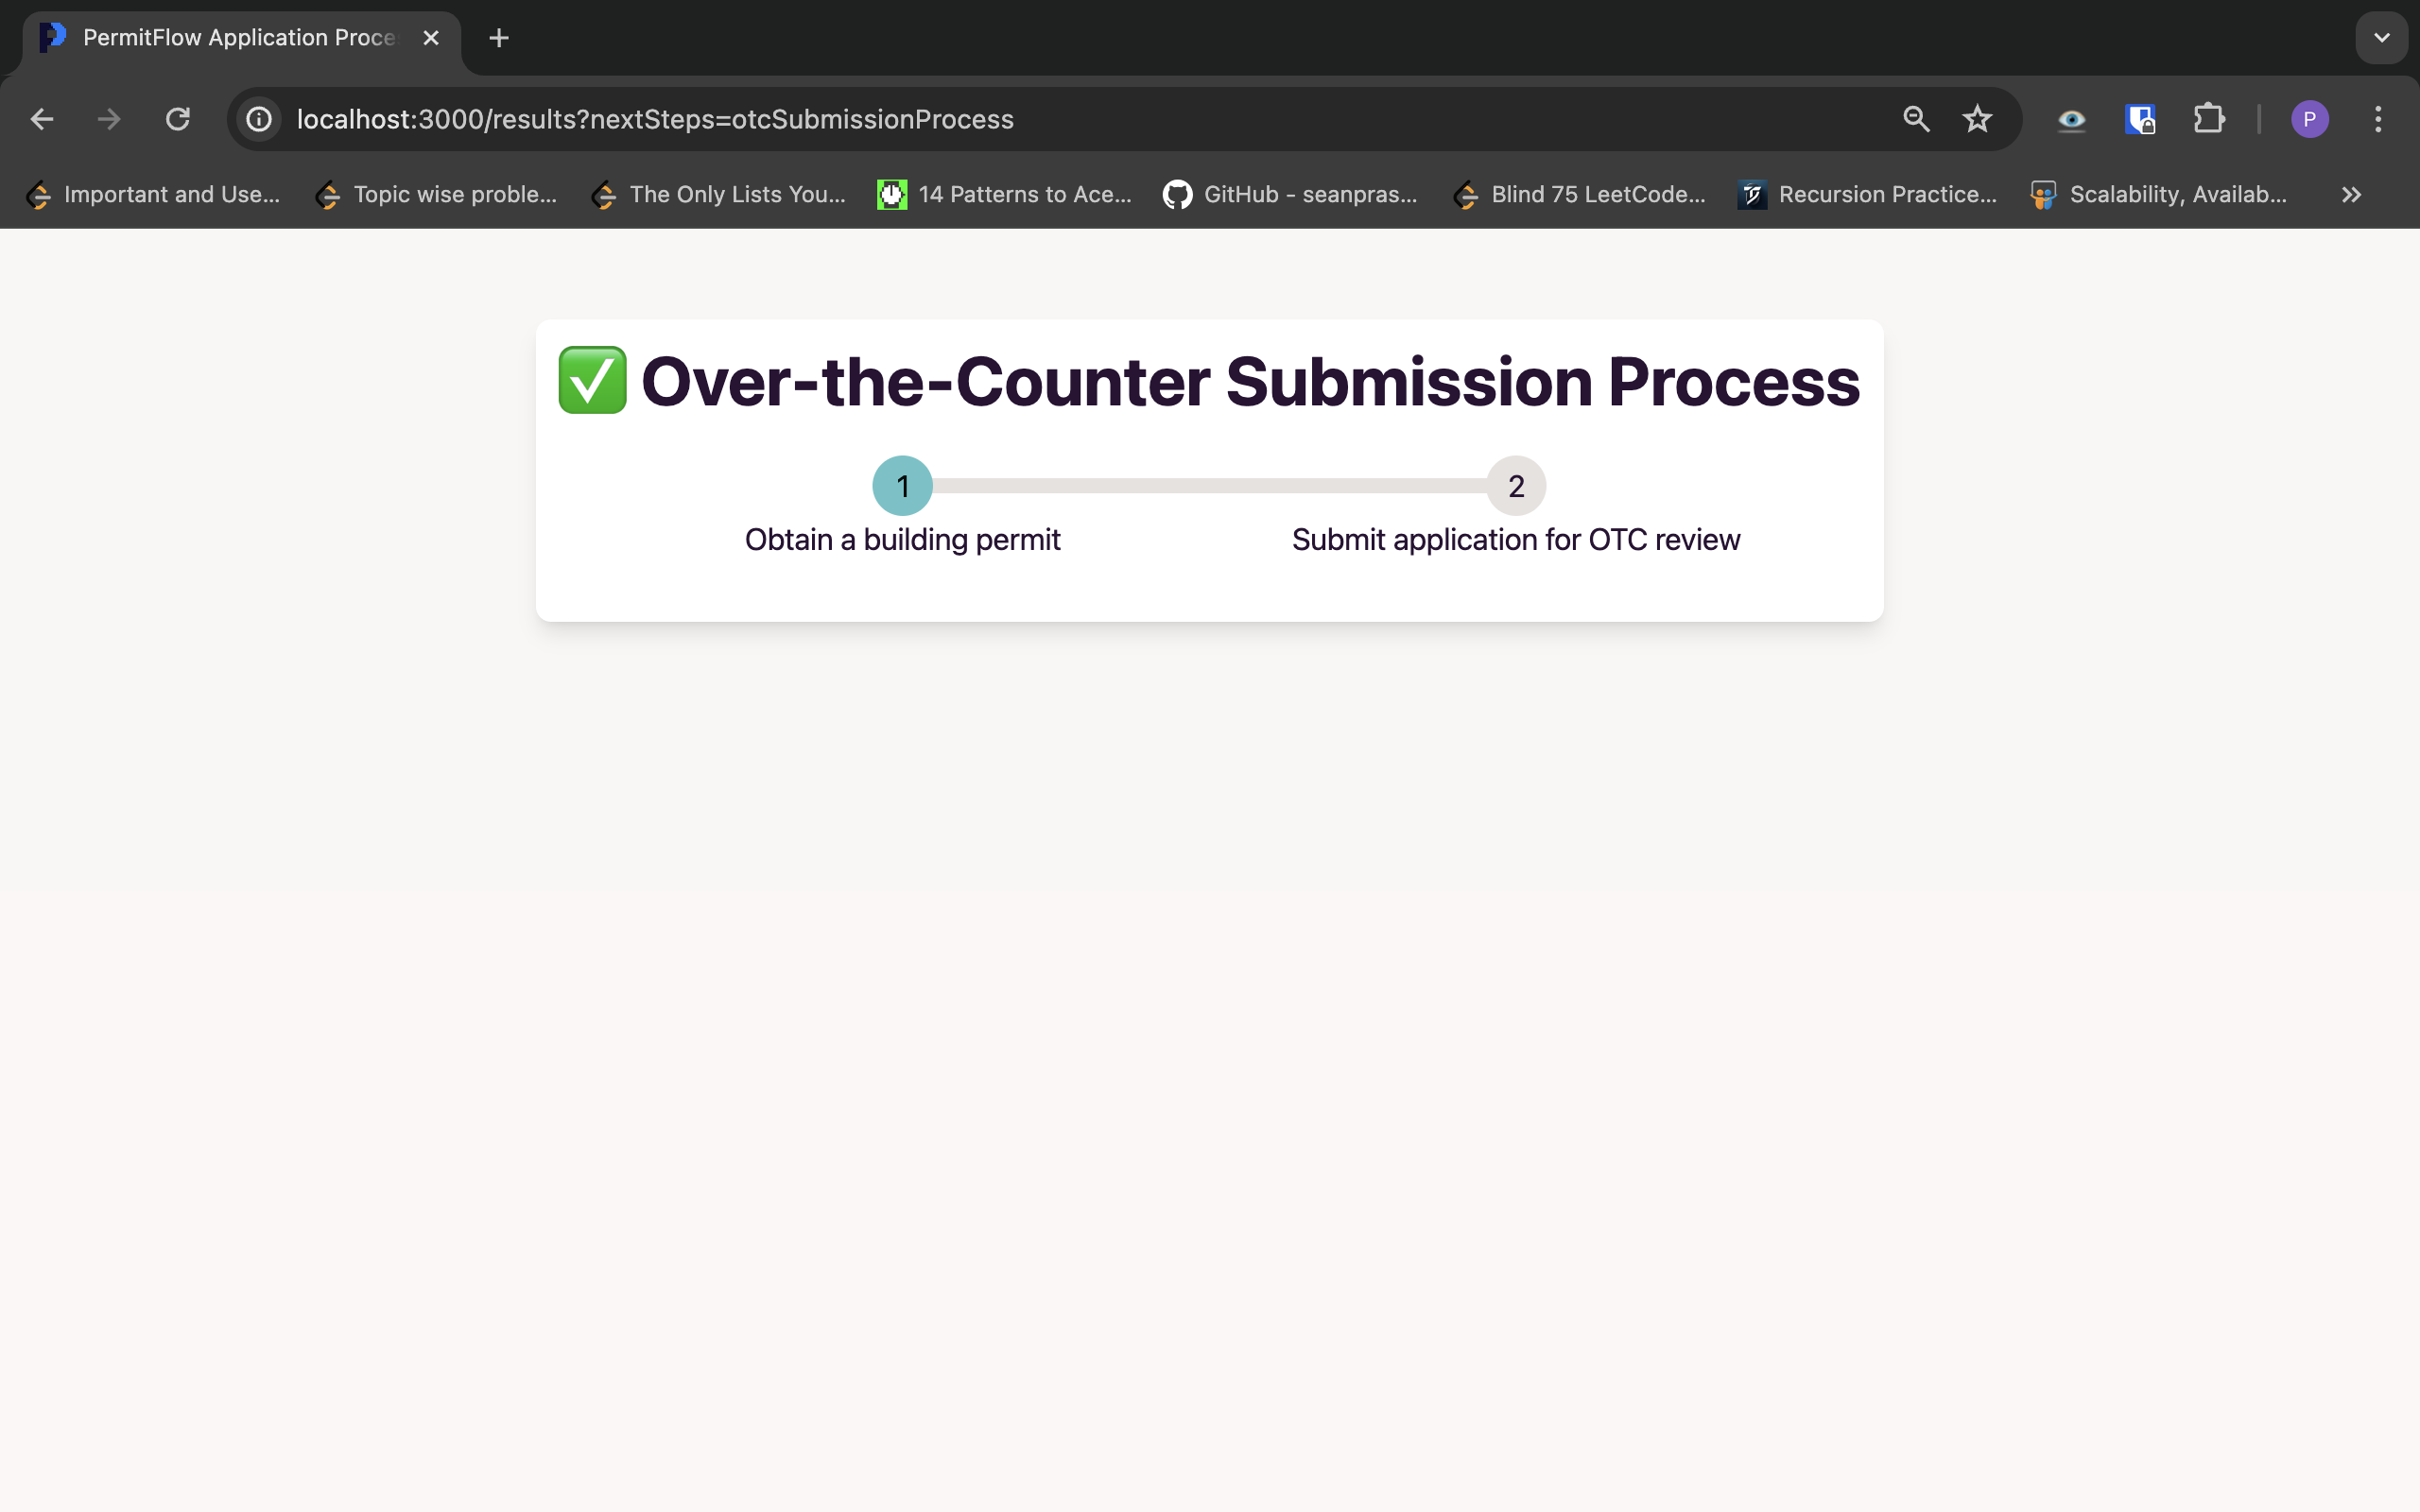 PermitFlow Application Proce
localhost:3000/results?nextSteps=otcSubmissionProcess
P
Important and Use...
Topic wise proble...
The Only Lists You...
14 Patterns to Ace...
GitHub - seanpras...
Blind 75 LeetCode...
Recursion Practice...
Scalability, Availab...
✅ Over-the-Counter Submission Process
1
2
Obtain a building permit
Submit application for OTC review